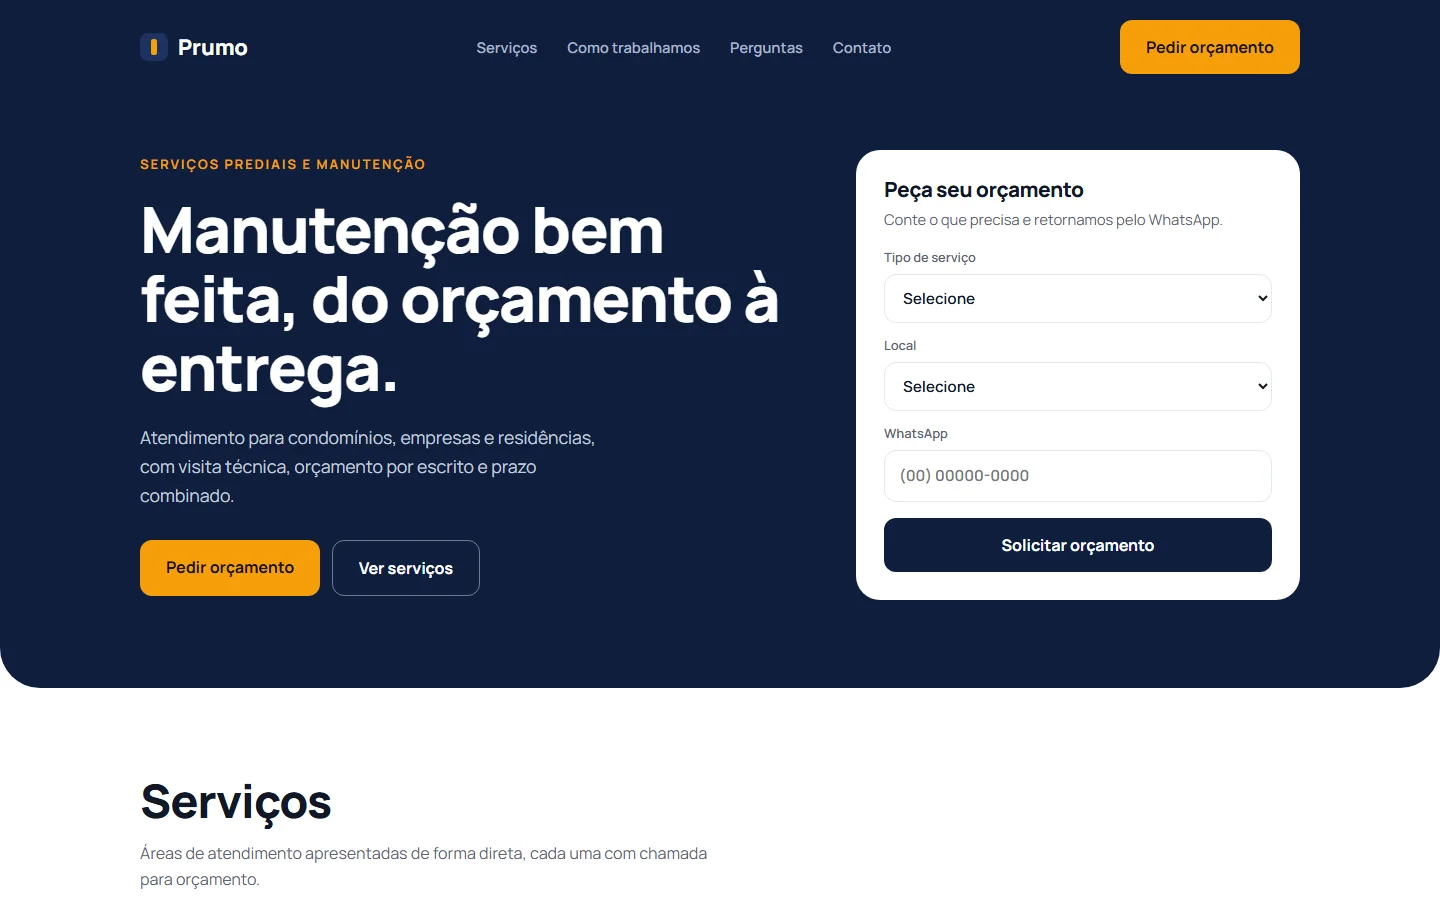 Prumo
Serviços
Como trabalhamos
Perguntas
Contato
Pedir orçamento
SERVIÇOS PREDIAIS E MANUTENÇÃO
Manutenção bem
feita, do orçamento à
entrega.
Atendimento para condomínios, empresas e residências,
com visita técnica, orçamento por escrito e prazo
combinado.
Pedir orçamento
Ver serviços
Peça seu orçamento
Conte o que precisa e retornamos pelo WhatsApp.
Tipo de serviço
Selecione
Local
Selecione
WhatsApp
(00) 00000-0000
Solicitar orçamento
Serviços
Áreas de atendimento apresentadas de forma direta, cada uma com chamada
para orçamento.